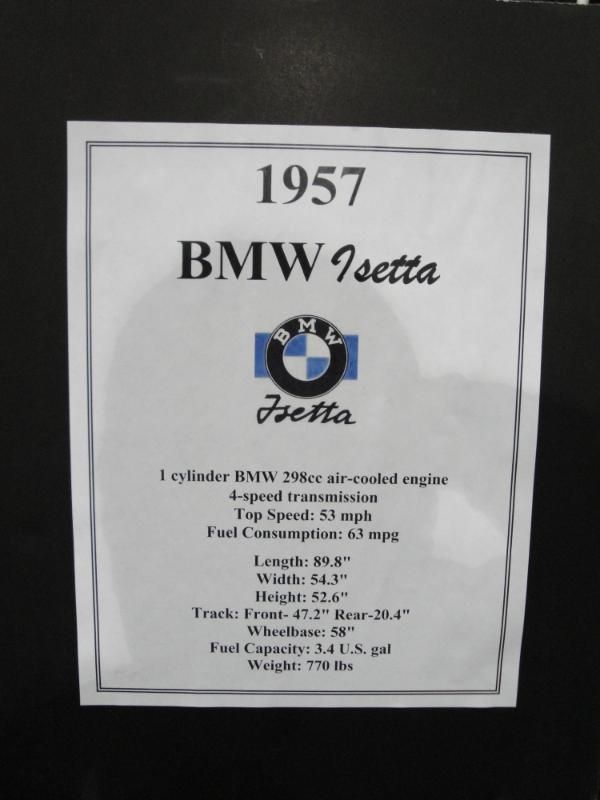 1957
BMW Isetta
BMW
Isetta
1 cylinder BMW 298cc air-cooled engine
4-speed transmission
Top Speed: 53 mph
Fuel Consumption: 63 mpg
Length: 89.8"
Width: 54.3"
Height: 52.6"
Track: Front- 47.2" Rear-20.4"
Wheelbase: 58"
Fuel Capacity: 3.4 U.S. gal
Weight: 770 lbs